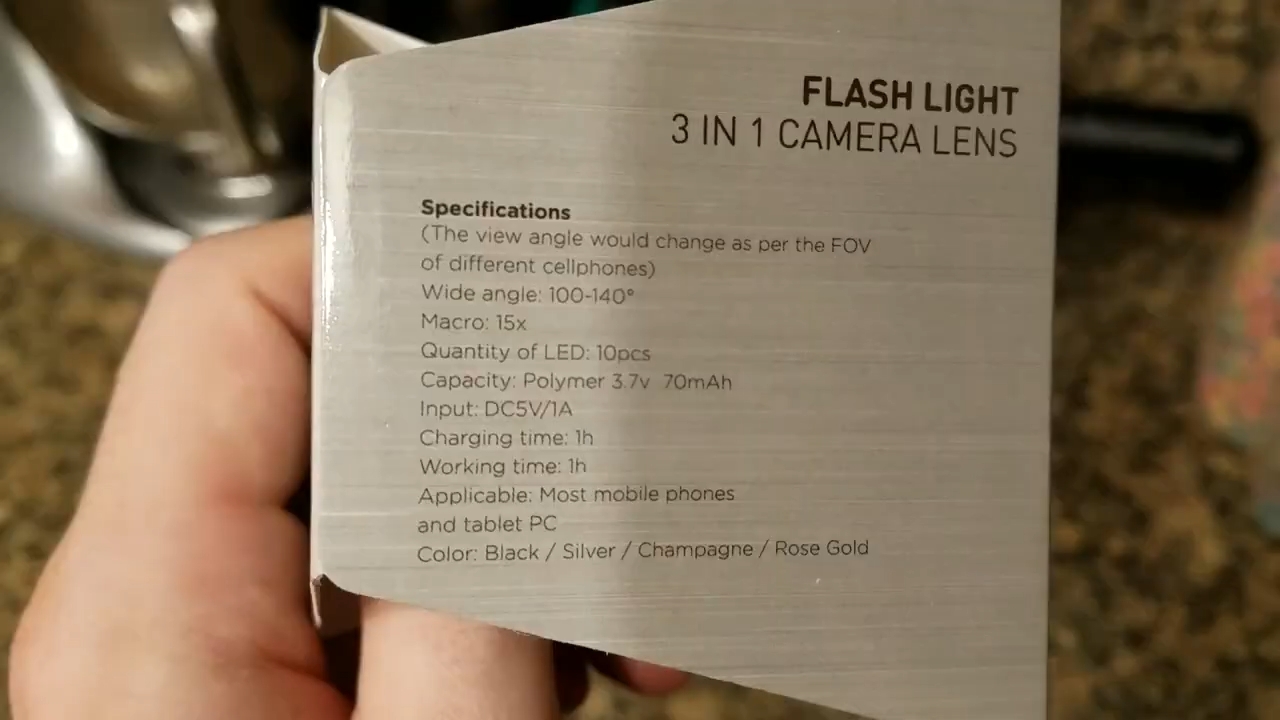 FLASH LIGHT
3 IN 1 CAMERA LENS
Specifications
(The view angle would change as per the FOV
of different cellphones)
Wide angle: 100-140°
Macro: 15x
Quantity of LED: 10pcs
Capacity: Polymer 3.7v 70mAh
Input: DC5V/1A
Charging time: 1h
Working time: 1h
Applicable: Most mobile phones
and tablet PC
Color: Black / Silver / Champagne / Rose Gold